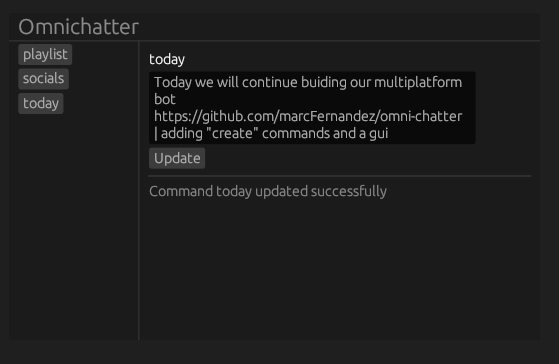 Omnichatter
playlist
socials
today
today
Today we will continue buiding our multiplatform
bot
https://github.com/marcFernandez/omni-chatter
| adding "create" commands and a gui
Update
Command today updated successfully